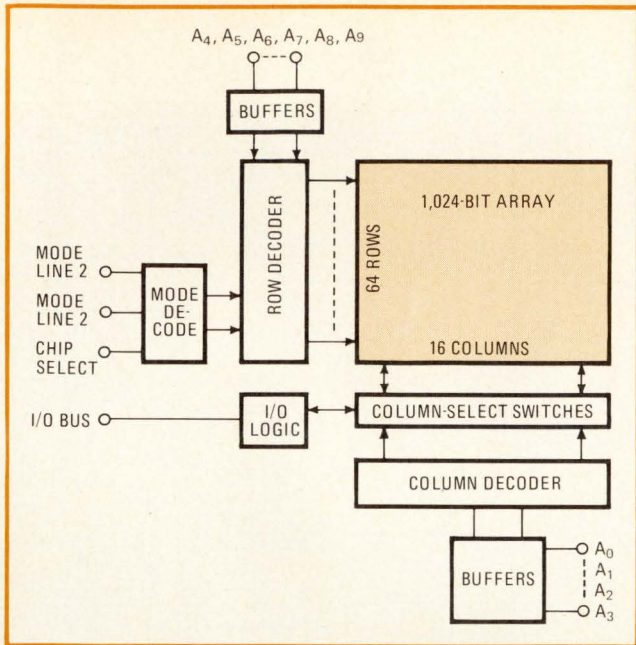 A4, A5, A6, A7, A8, A9
BUFFERS
ROW DECODER
1,024-BIT ARRAY
64 ROWS
16 COLUMNS
MODE
LINE 2
MODE
LINE 2
CHIP
SELECT
MODE
DE-
CODE
I/O BUS
I/O
LOGIC
COLUMN-SELECT SWITCHES
COLUMN DECODER
BUFFERS
A0
A1
A2
A3